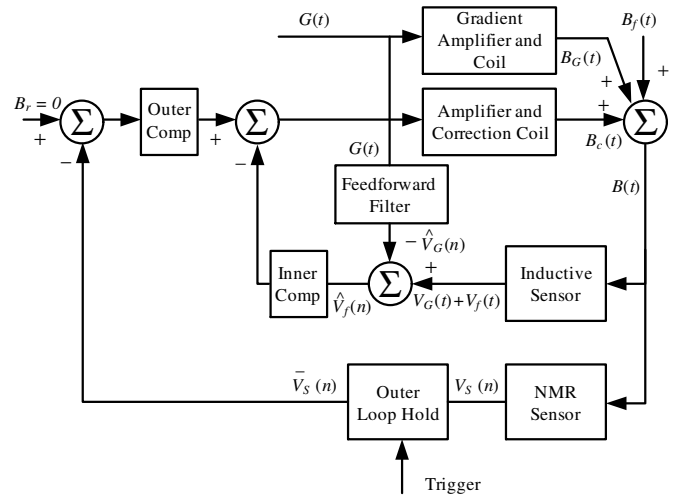 G(t)
Gradient
Amplifier and
Coil
B_G(t)
B_f(t)
+
+
B_r = 0
+
Σ
−
Outer
Comp
+
Σ
−
Amplifier and
Correction Coil
+
B_c(t)
Σ
B(t)
G(t)
Feedforward
Filter
− V̂_G(n)
Inner
Comp
V̂_f(n)
Σ
+
V_G(t)+V_f(t)
Inductive
Sensor
V̄_S (n)
Outer
Loop Hold
V_S (n)
NMR
Sensor
Trigger